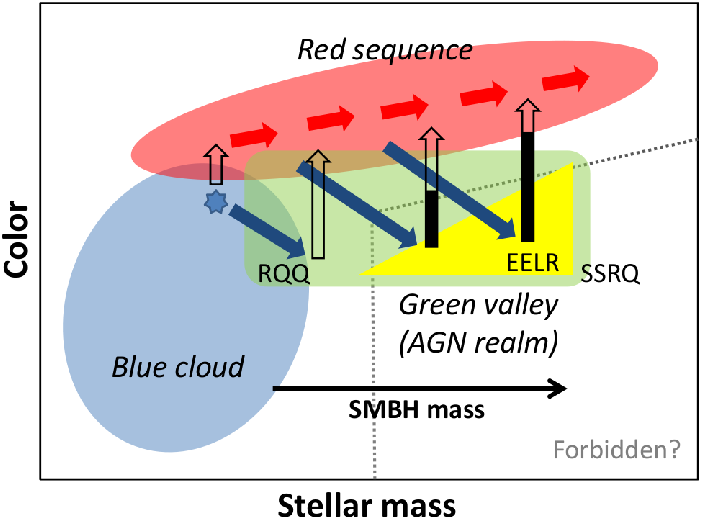 Red sequence
Color
RQQ
EELR
SSRQ
Green valley
(AGN realm)
Blue cloud
SMBH mass
Forbidden?
Stellar mass